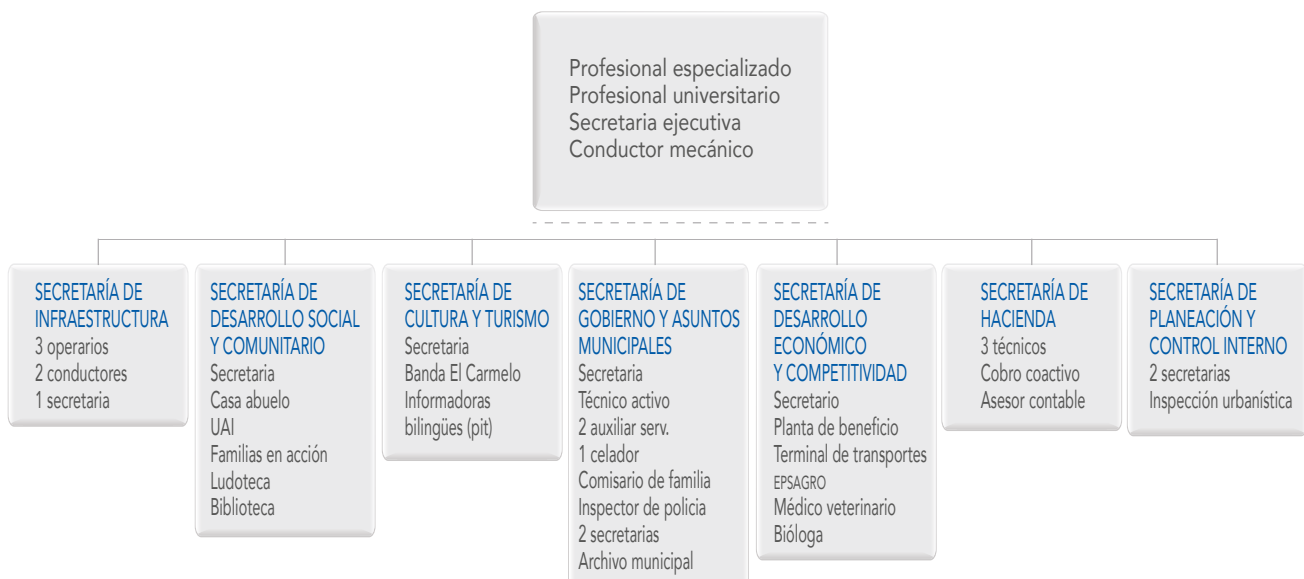 Profesional especializado
Profesional universitario
Secretaria ejecutiva
Conductor mecánico
SECRETARÍA DE
INFRAESTRUCTURA
3 operarios
2 conductores
1 secretaria
SECRETARÍA DE
DESARROLLO SOCIAL
Y COMUNITARIO
Secretaria
Casa abuelo
UAI
Familias en acción
Ludoteca
Biblioteca
SECRETARÍA DE
CULTURA Y TURISMO
Secretaria
Banda El Carmelo
Informadoras
bilingües (pit)
SECRETARÍA DE
GOBIERNO Y ASUNTOS
MUNICIPALES
Secretaria
Técnico activo
2 auxiliar serv.
1 celador
Comisario de familia
Inspector de policia
2 secretarias
Archivo municipal
SECRETARÍA DE
DESARROLLO
ECONÓMICO
Y COMPETITIVIDAD
Secretario
Planta de beneficio
Terminal de transportes
EPSAGRO
Médico veterinario
Bióloga
SECRETARÍA DE
HACIENDA
3 técnicos
Cobro coactivo
Asesor contable
SECRETARÍA DE
PLANEACIÓN Y
CONTROL INTERNO
2 secretarias
Inspección urbanística